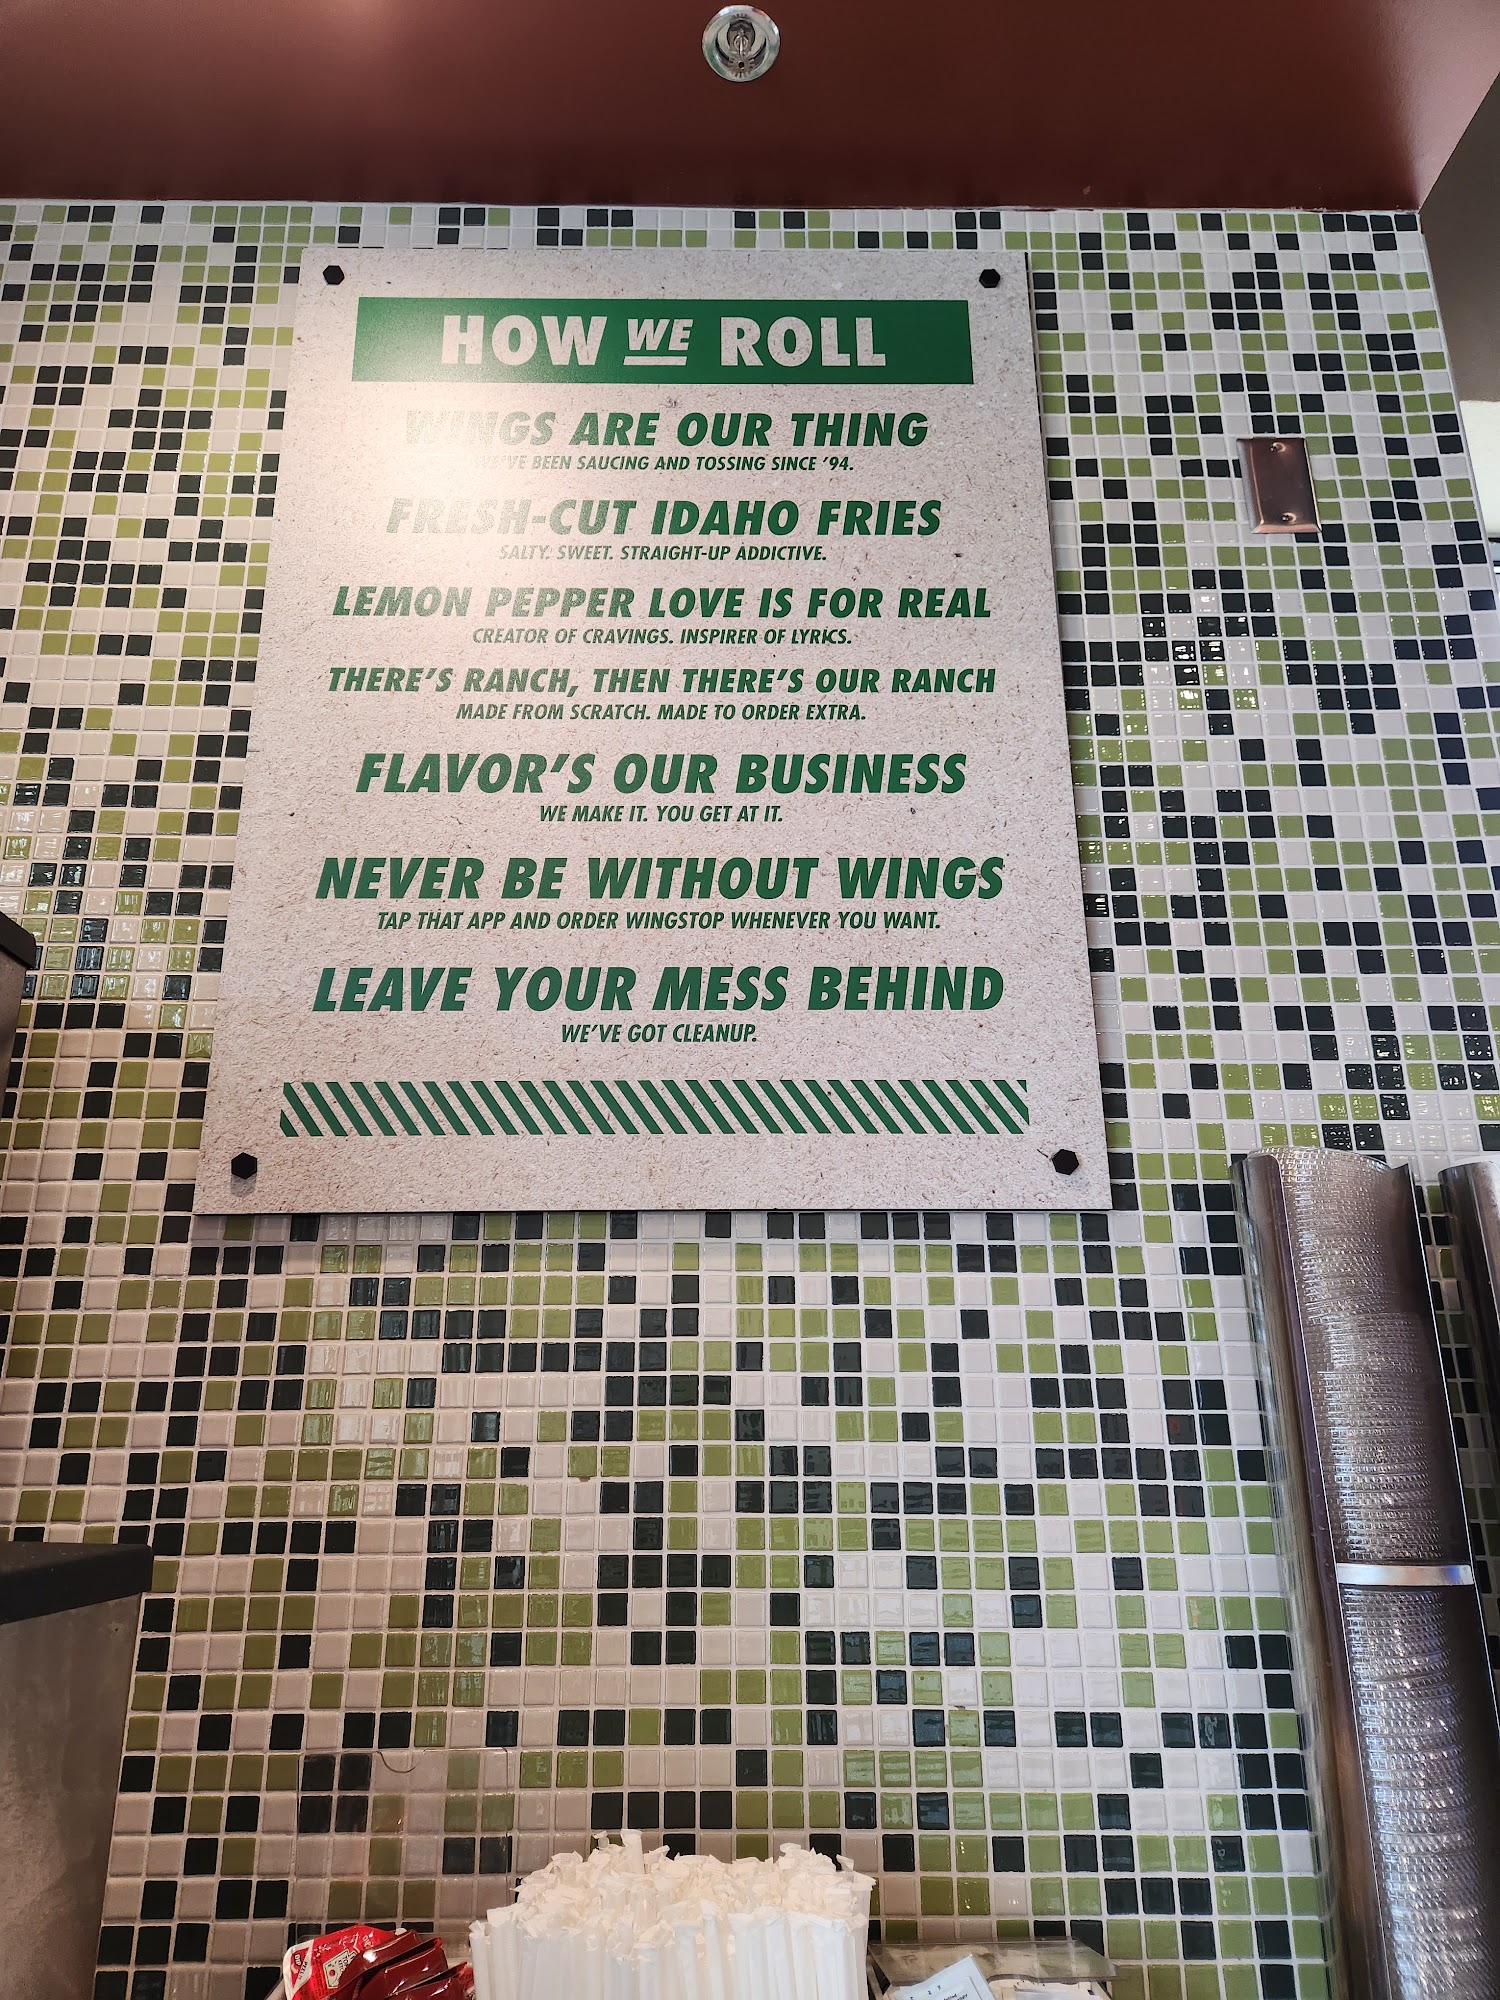 HOW WE ROLL
WINGS ARE OUR THING
WE'VE BEEN SAUCING AND TOSSING SINCE '94.
FRESH-CUT IDAHO FRIES
SALTY. SWEET. STRAIGHT-UP ADDICTIVE.
LEMON PEPPER LOVE IS FOR REAL
CREATOR OF CRAVINGS. INSPIRER OF LYRICS.
THERE'S RANCH, THEN THERE'S OUR RANCH
MADE FROM SCRATCH. MADE TO ORDER EXTRA.
FLAVOR'S OUR BUSINESS
WE MAKE IT. YOU GET AT IT.
NEVER BE WITHOUT WINGS
TAP THAT APP AND ORDER WINGSTOP WHENEVER YOU WANT.
LEAVE YOUR MESS BEHIND
WE'VE GOT CLEANUP.